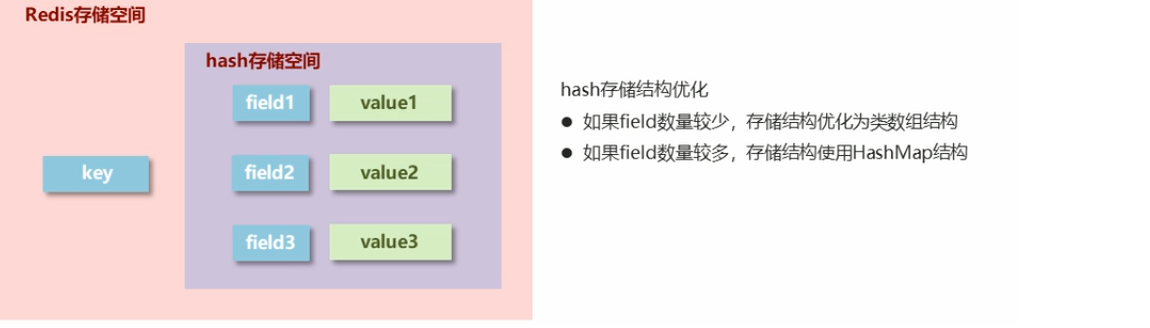 Redis存储空间
hash存储空间
field1 value1
key
field2 value2
field3 value3
hash存储结构优化
● 如果field数量较少，存储结构优化为类数组结构
● 如果field数量较多，存储结构使用HashMap结构